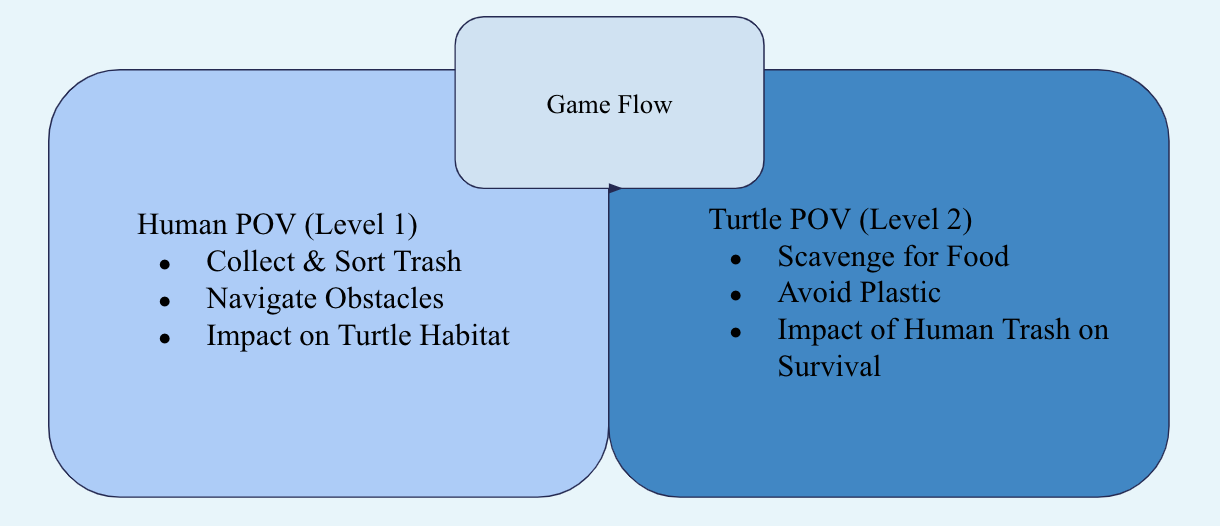 Game Flow
Human POV (Level 1)
● Collect & Sort Trash
● Navigate Obstacles
● Impact on Turtle Habitat
Turtle POV (Level 2)
● Scavenge for Food
● Avoid Plastic
● Impact of Human Trash on
Survival